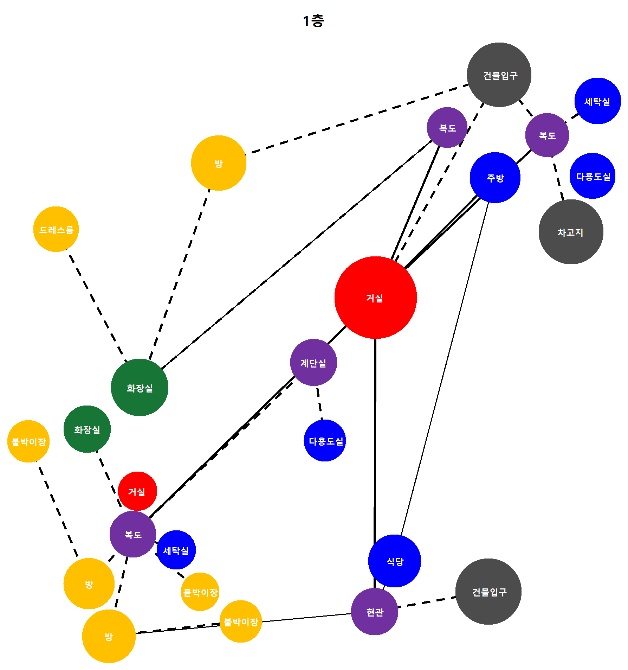 1층
건물입구
세탁실
복도
복도
방
주방
다용도실
드레스룸
차고지
거실
계단실
화장실
화장실
붙박이장
다용도실
거실
복도
세탁실
식당
방
붙박이장
건물입구
현관
붙박이장
방